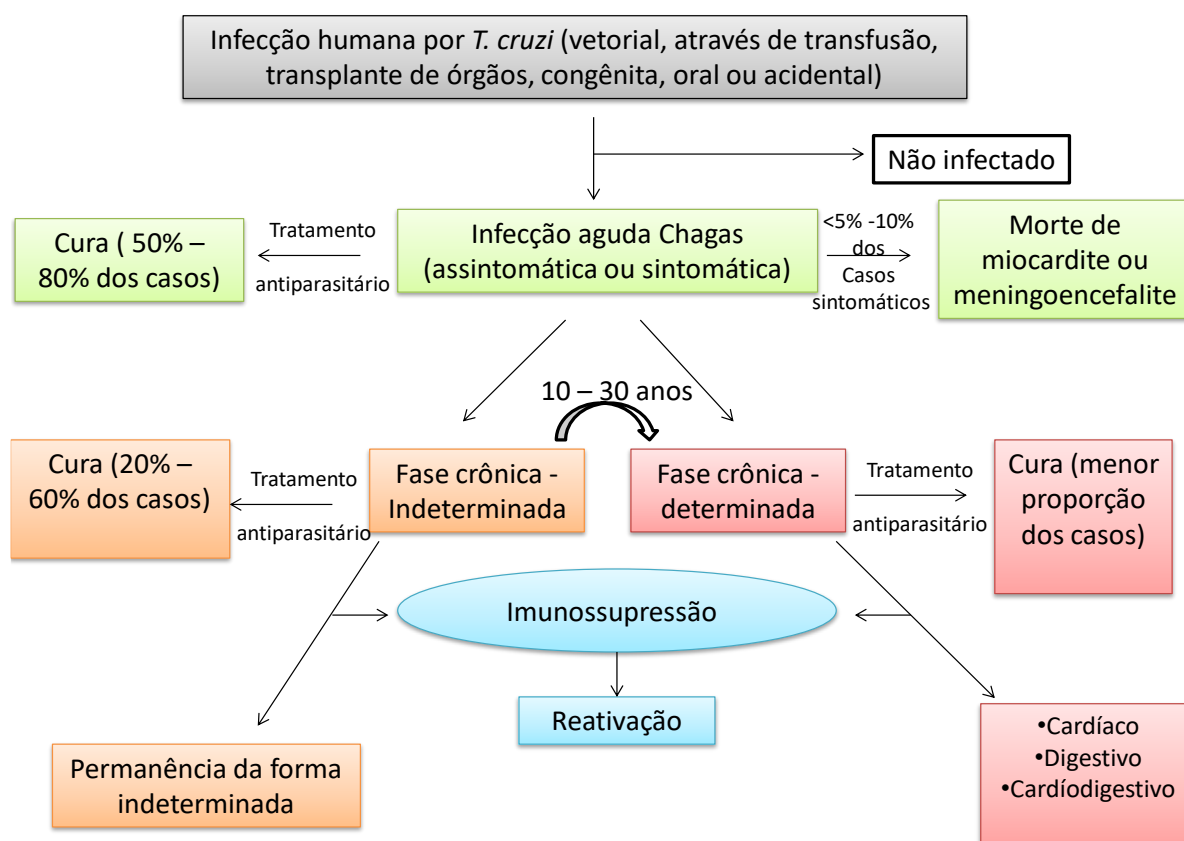 Infecção humana por T. cruzi (vetorial, através de transfusão,
transplante de órgãos, congênita, oral ou acidental)
Não infectado
Cura ( 50% –
80% dos casos)
Tratamento
antiparasitário
Infecção aguda Chagas
(assintomática ou sintomática)
<5% -10%
dos
Casos
sintomáticos
Morte de
miocardite ou
meningoencefalite
10 – 30 anos
Cura (20% –
60% dos casos)
Tratamento
antiparasitário
Fase crônica -
Indeterminada
Fase crônica -
determinada
Tratamento
antiparasitário
Cura (menor
proporção
dos casos)
Imunossupressão
Reativação
Permanência da forma
indeterminada
•Cardíaco
•Digestivo
•Cardíodigestivo